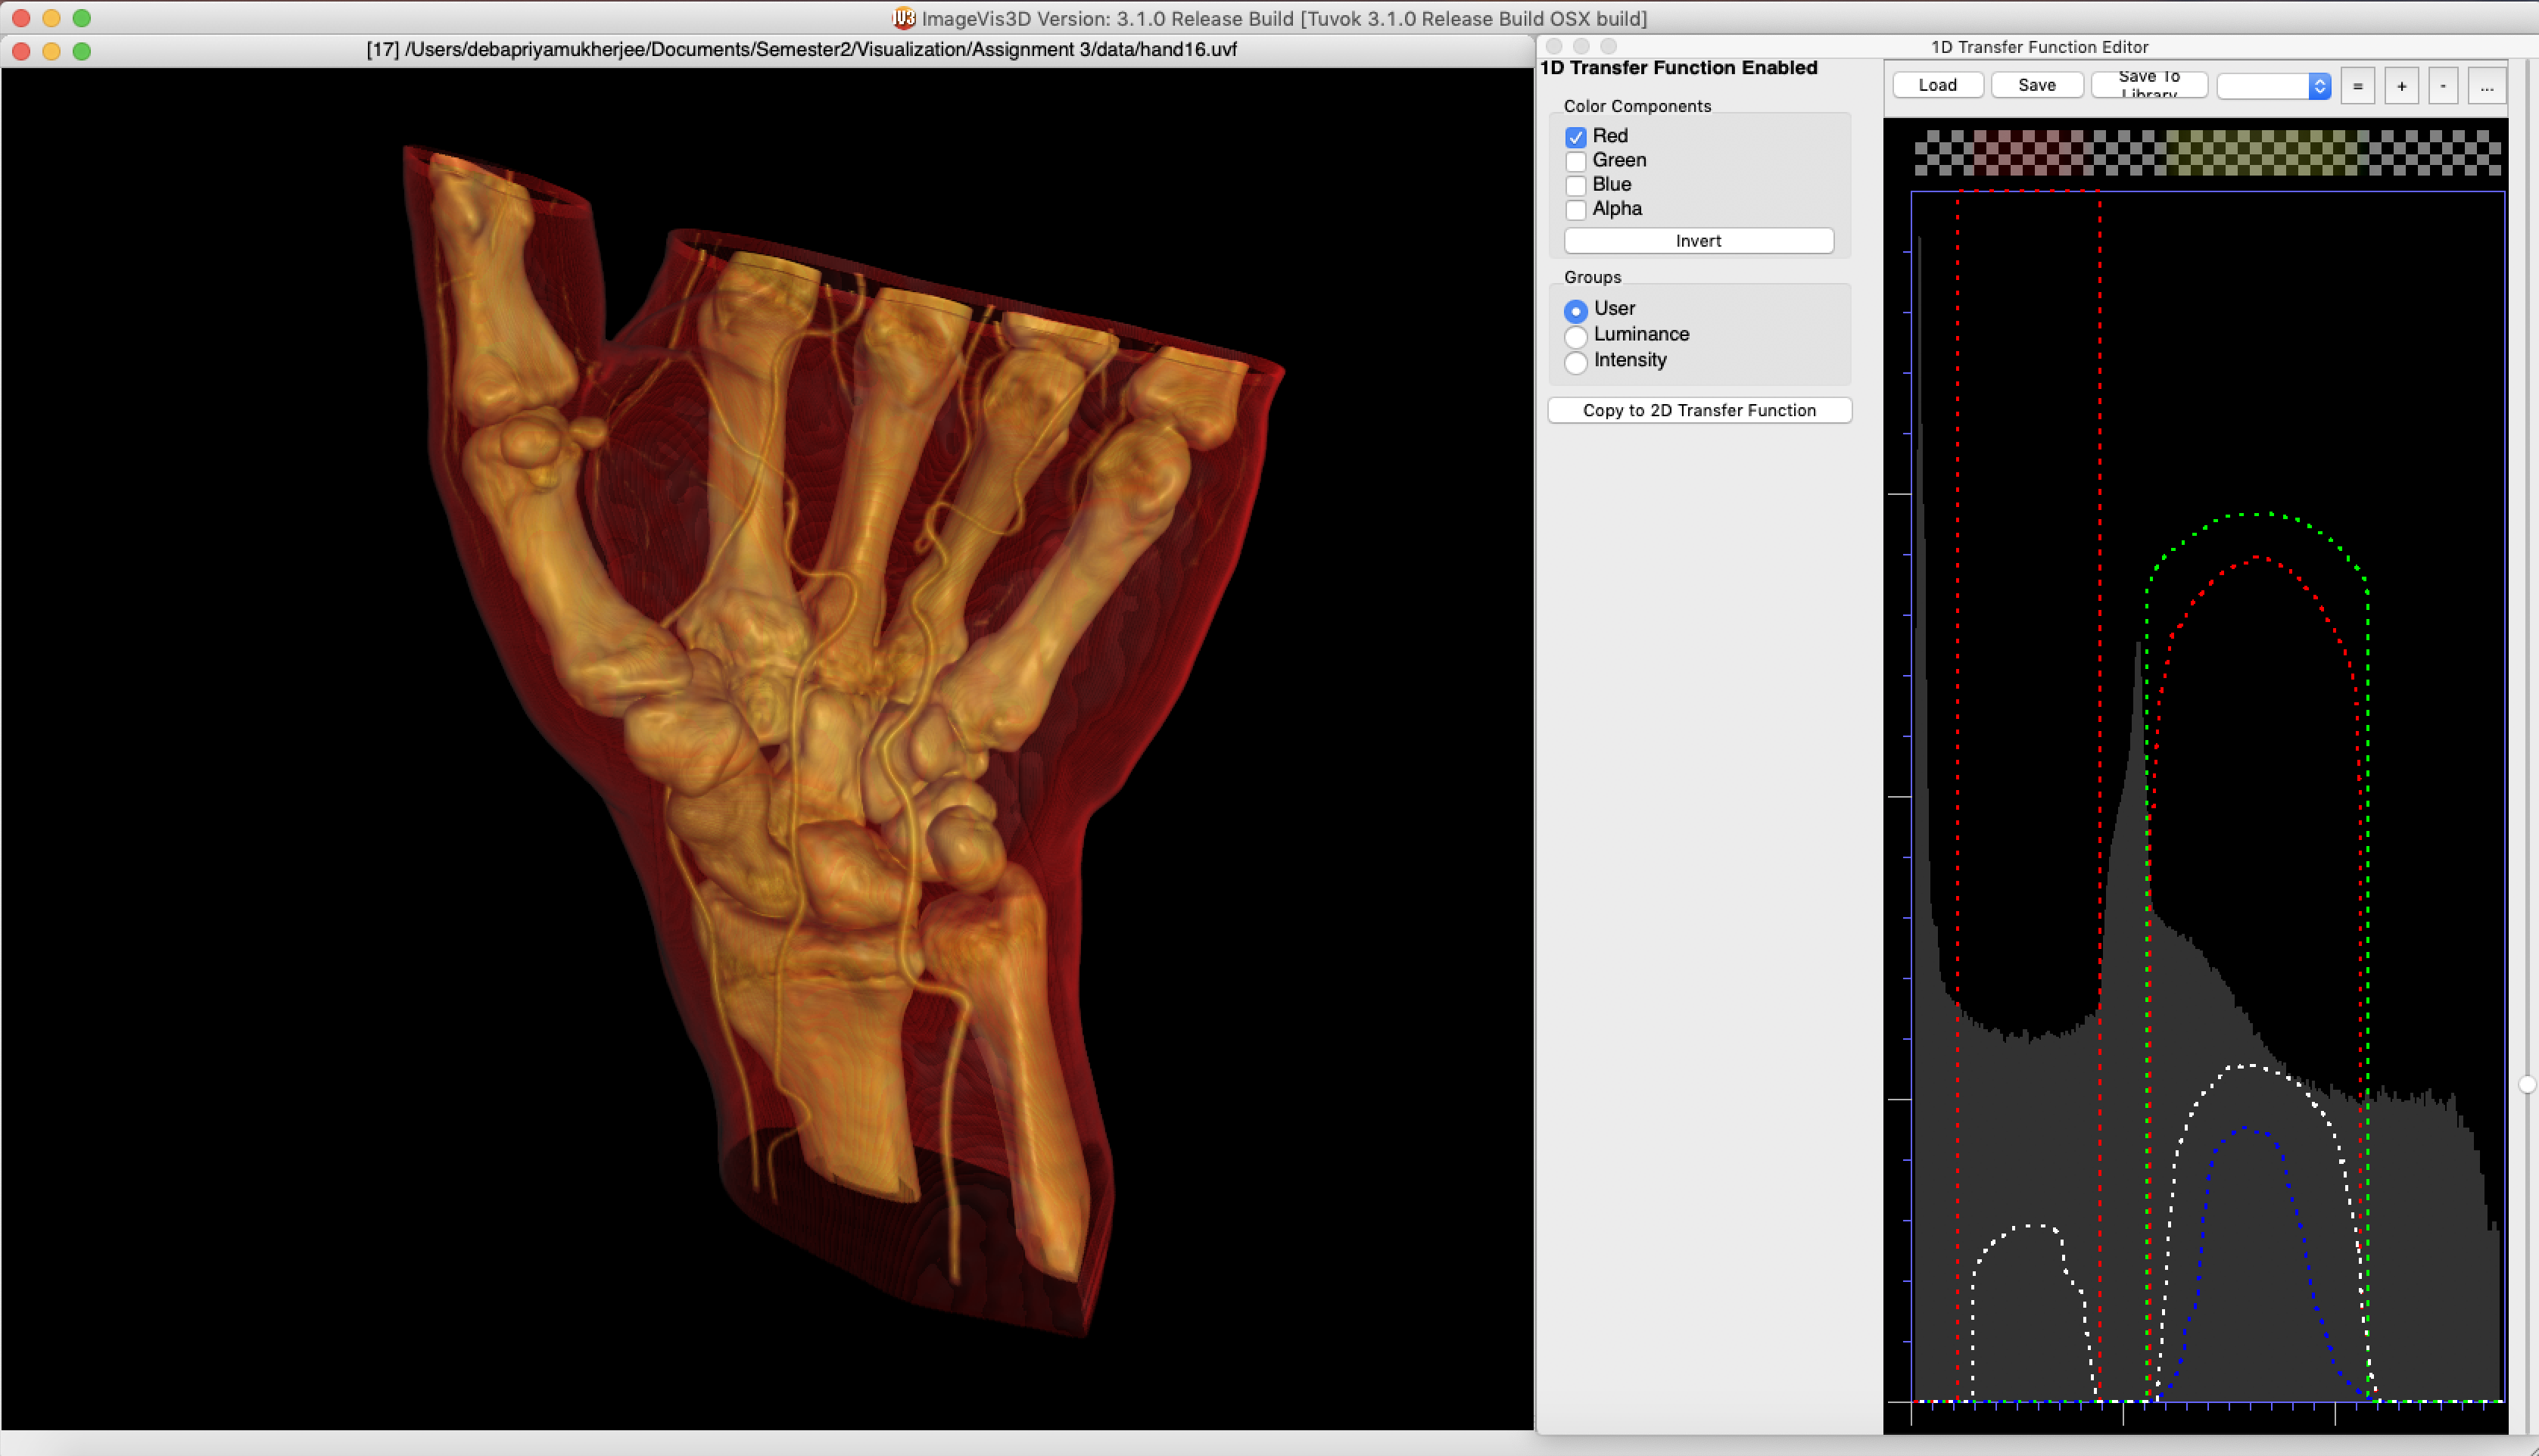 ImageVis3D Version: 3.1.0 Release Build [Tuvok 3.1.0 Release Build OSX build]
[17] /Users/debapriyamukherjee/Documents/Semester2/Visualization/Assignment 3/data/hand16.uvf
1D Transfer Function Editor
1D Transfer Function Enabled
Color Components
Red
Green
Blue
Alpha
Invert
Groups
User
Luminance
Intensity
Copy to 2D Transfer Function
Load
Save
Save To
Library
=
+
-
...